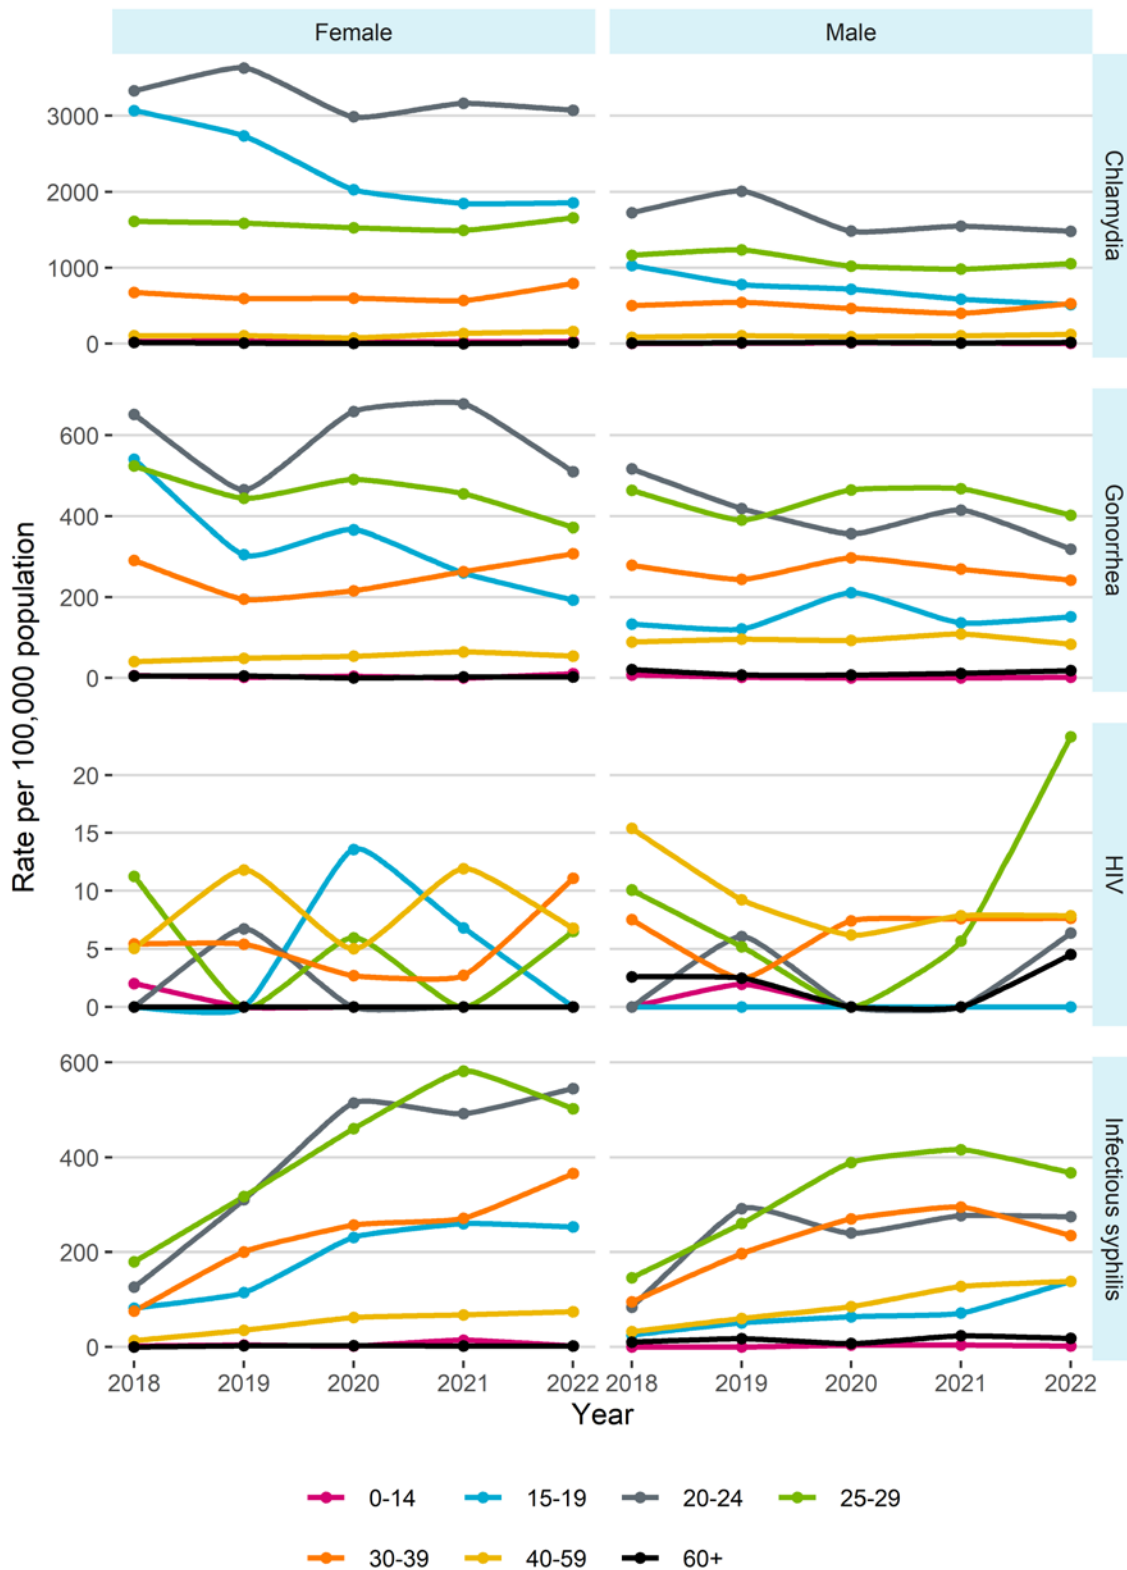 Female Male
3000
2000
1000
0
Chlamydia
600
400
200
0
Gonorrhea
20
15
10
5
0
HIV
600
400
200
0
Infectious syphilis
Rate per 100,000 population
2018 2019 2020 2021 2022 2018 2019 2020 2021 2022
Year
0-14 15-19 20-24 25-29
30-39 40-59 60+